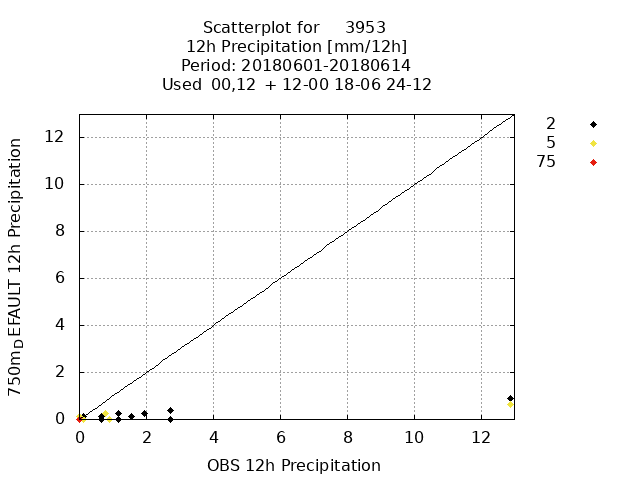 Scatterplot for     3953
12h Precipitation [mm/12h]
Period: 20180601-20180614
Used  00,12  + 12-00 18-06 24-12
2
5
75
750mDEFAULT 12h Precipitation
12
10
8
6
4
2
0
0 2 4 6 8 10 12
OBS 12h Precipitation